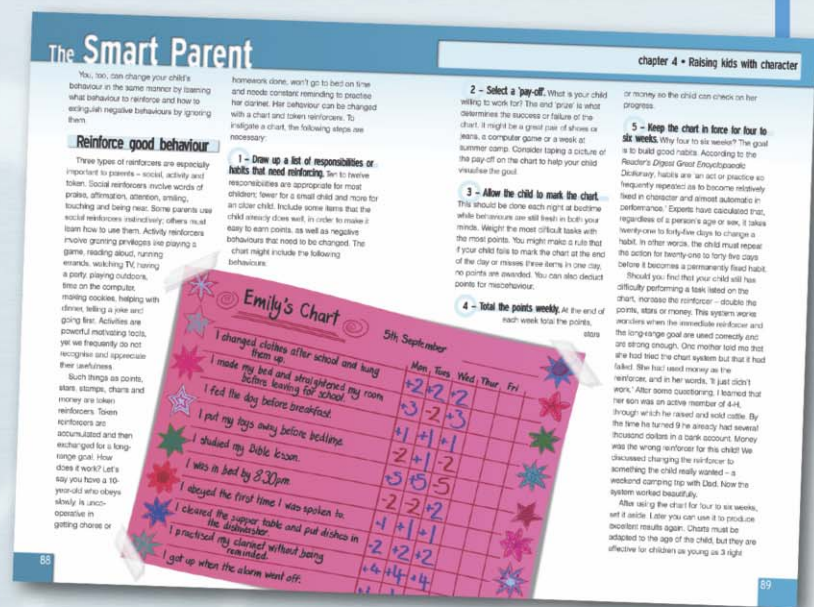 The Smart Parent
You, too, can change your child's
behaviour in the same manner by learning
what behaviour to reinforce and how to
extinguish negative behaviours by ignoring
them.
Reinforce good behaviour
Three types of reinforcers are especially
important to parents – social, activity and
token. Social reinforcers involve words of
praise, affirmation, attention, smiling,
touching and being near. Some parents use
social reinforcers instinctively; others must
learn how to use them. Activity reinforcers
involve granting privileges like playing a
game, reading aloud, running
errands, watching TV, having
a party, playing outdoors,
time on the computer,
making cookies, helping with
dinner, telling a joke and
going first. Activities are
powerful motivating tools,
yet we frequently do not
recognise and appreciate
their usefulness.
Such things as points,
stars, stamps, charts and
money are token
reinforcers. Token
reinforcers are
accumulated and then
exchanged for a long-
range goal. How
does it work? Let's
say you have a 10-
year-old who obeys
slowly, is unco-
operative in
getting chores or
88
homework done, won't go to bed on time
and needs constant reminding to practise
her clarinet. Her behaviour can be changed
with a chart and token reinforcers. To
instigate a chart, the following steps are
necessary:
1 – Draw up a list of responsibilities or
habits that need reinforcing. Ten to twelve
responsibilities are appropriate for most
children; fewer for a small child and more for
an older child. Include some items that the
child already does well, in order to make it
easy to earn points, as well as negative
behaviours that need to be changed. The
chart might include the following
behaviours:
Emily's Chart
5th September
Mon Tues Wed Thur Fri
I changed clothes after school and hung
them up. +2 +2 +2
I made my bed and straightened my room
before leaving for school. +3 -2 +3
I fed the dog before breakfast. +1 +1 +1
I put my toys away before bedtime. -2 +1 -2
I studied my Bible lesson. +5 +5 -5
I was in bed by 8.30pm. -2 -2 +2
I obeyed the first time I was spoken to. +1 +1 +1
I cleared the supper table and put dishes in
the dishwasher. -2 +2 +2
I practised my clarinet without being
reminded. +4 +4 +4
I got up when the alarm went off.
chapter 4 • Raising kids with character
2 – Select a 'pay-off'. What is your child
willing to work for? The end 'prize' is what
determines the success or failure of the
chart. It might be a great pair of shoes or
jeans, a computer game or a week at
summer camp. Consider taping a picture of
the pay-off on the chart to help your child
visualise the goal.
3 – Allow the child to mark the chart.
This should be done each night at bedtime
while behaviours are still fresh in both your
minds. Weight the most difficult tasks with
the most points. You might make a rule that
if your child fails to mark the chart at the end
of the day or misses three items in one day,
no points are awarded. You can also deduct
points for misbehaviour.
4 – Total the points weekly. At the end of
each week total the points,
stars
or money so the child can check on her
progress.
5 – Keep the chart in force for four to
six weeks. Why four to six weeks? The goal
is to build good habits. According to the
Reader's Digest Great Encyclopaedic
Dictionary, habits are 'an act or practice so
frequently repeated as to become relatively
fixed in character and almost automatic in
performance.' Experts have calculated that,
regardless of a person's age or sex, it takes
twenty-one to forty-five days to change a
habit. In other words, the child must repeat
the action for twenty-one to forty-five days
before it becomes a permanently fixed habit.
Should you find that your child still has
difficulty performing a task listed on the
chart, increase the reinforcer – double the
points, stars or money. This system works
wonders when the immediate reinforcer and
the long-range goal are used correctly and
are strong enough. One mother told me that
she had tried the chart system but that it had
failed. She had used money as the
reinforcer, and in her words, 'It just didn't
work.' After some questioning, I learned that
her son was an active member of 4-H,
through which he raised and sold cattle. By
the time he turned 9 he already had several
thousand dollars in a bank account. Money
was the wrong reinforcer for this child! We
discussed changing the reinforcer to
something the child really wanted – a
weekend camping trip with Dad. Now the
system worked beautifully.
After using the chart for four to six weeks,
set it aside. Later you can use it to produce
excellent results again. Charts must be
adapted to the age of the child, but they are
effective for children as young as 3 right
89